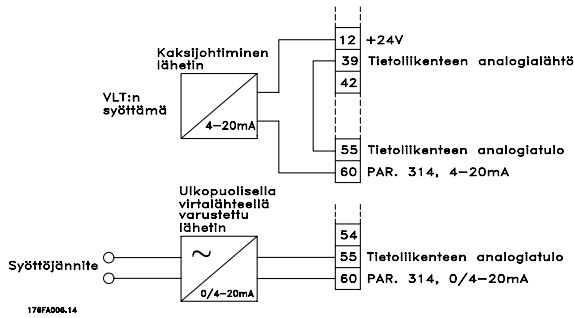 12 +24V
Kaksijohtiminen
lähetin
39 Tietoliikenteen analogialähtö
42
VLT:n
syöttämä
4–20mA
55 Tietoliikenteen analogiatulo
60 PAR. 314, 4–20mA
Ulkopuolisella
virtalähteellä
varustettu
lähetin
54
~
55 Tietoliikenteen analogiatulo
Syöttöjännite
60 PAR. 314, 0/4–20mA
0/4–20mA
176FA006.14